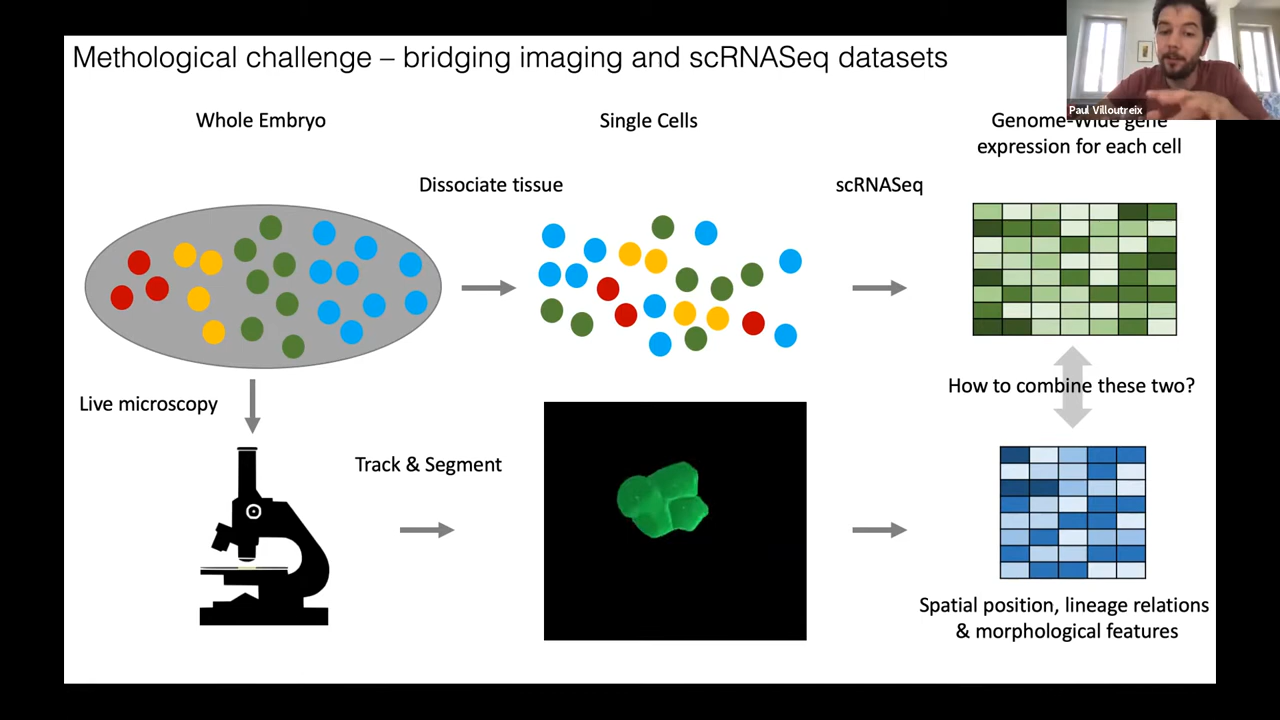 Methological challenge – bridging imaging and scRNASeq datasets
Paul Villoutreix
Whole Embryo
Single Cells
Genome-Wide gene
expression for each cell
Dissociate tissue
scRNASeq
Live microscopy
How to combine these two?
Track & Segment
Spatial position, lineage relations
& morphological features